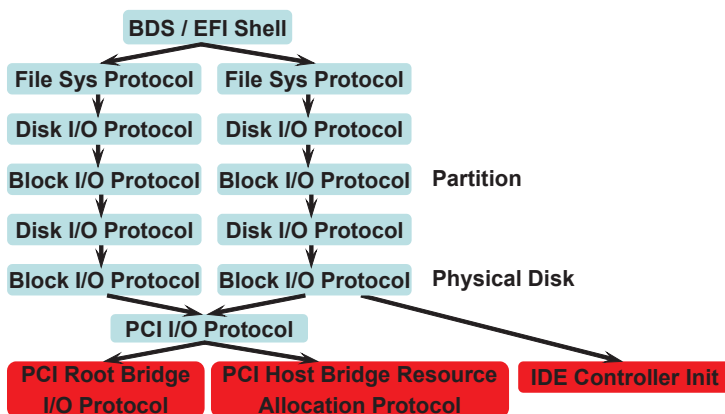 BDS / EFI Shell
File Sys Protocol
File Sys Protocol
Disk I/O Protocol
Disk I/O Protocol
Block I/O Protocol
Block I/O Protocol
Partition
Disk I/O Protocol
Disk I/O Protocol
Block I/O Protocol
Block I/O Protocol
Physical Disk
PCI I/O Protocol
PCI Root Bridge
I/O Protocol
PCI Host Bridge Resource
Allocation Protocol
IDE Controller Init